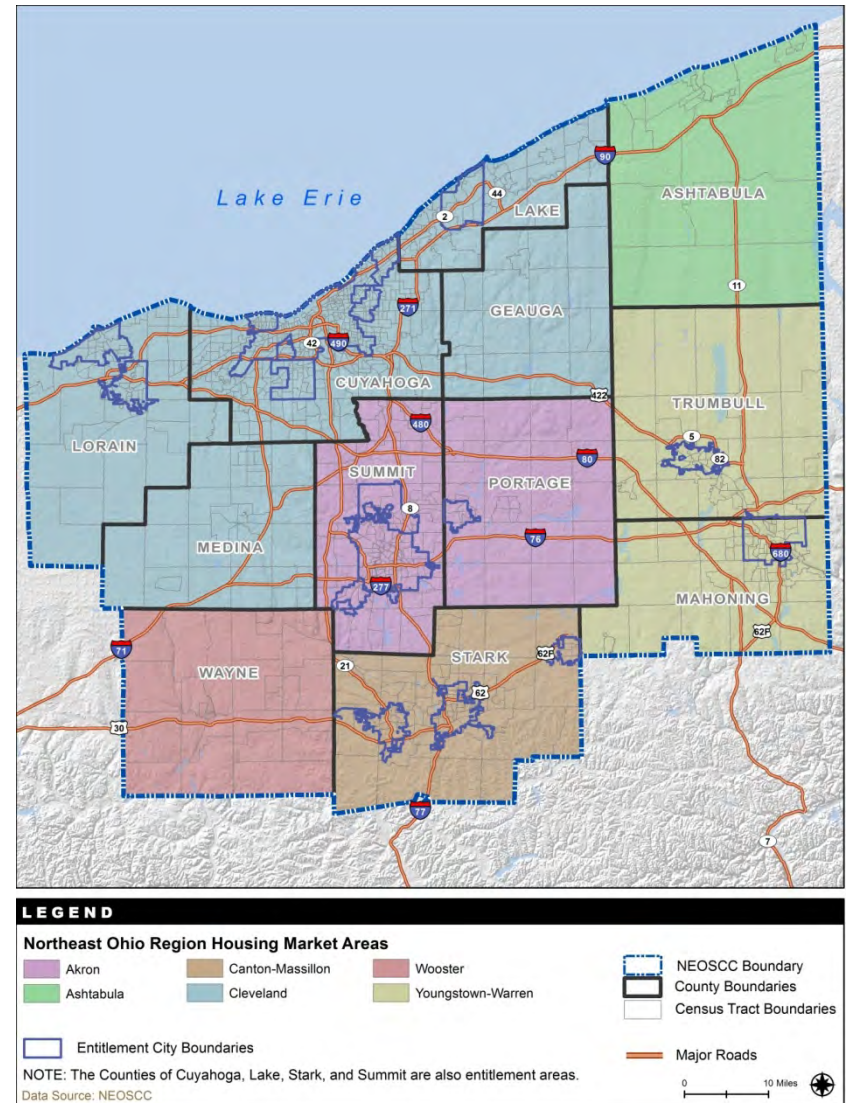 Lake Erie
90
44
LAKE
2
ASHTABULA
11
271
GEAUGA
42
490
CUYAHOGA
422
TRUMBULL
480
5
LORAIN
80
82
SUMMIT
PORTAGE
8
MEDINA
76
680
277
MAHONING
62F
71
STARK
WAYNE
21
62F
62
30
77
7
LEGEND
Northeast Ohio Region Housing Market Areas
Akron
Canton-Massillon
Wooster
Ashtabula
Cleveland
Youngstown-Warren
NEOSCC Boundary
County Boundaries
Census Tract Boundaries
Entitlement City Boundaries
Major Roads
NOTE: The Counties of Cuyahoga, Lake, Stark, and Summit are also entitlement areas.
Data Source: NEOSCC
0 10 Miles